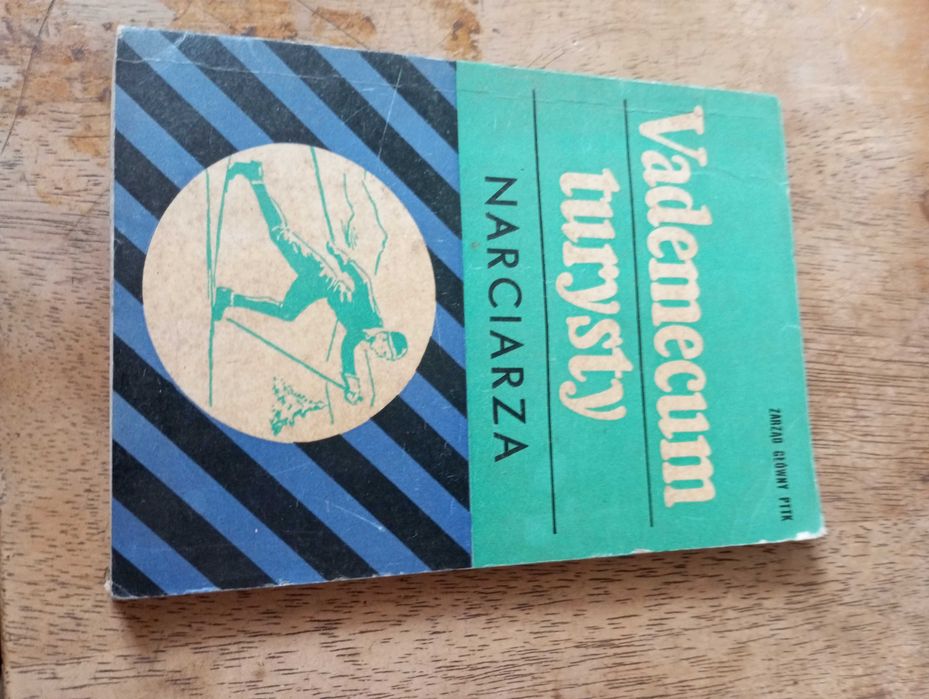 ZARZĄD GŁÓWNY PTTK
Vademecum
turysty
NARCIARZA